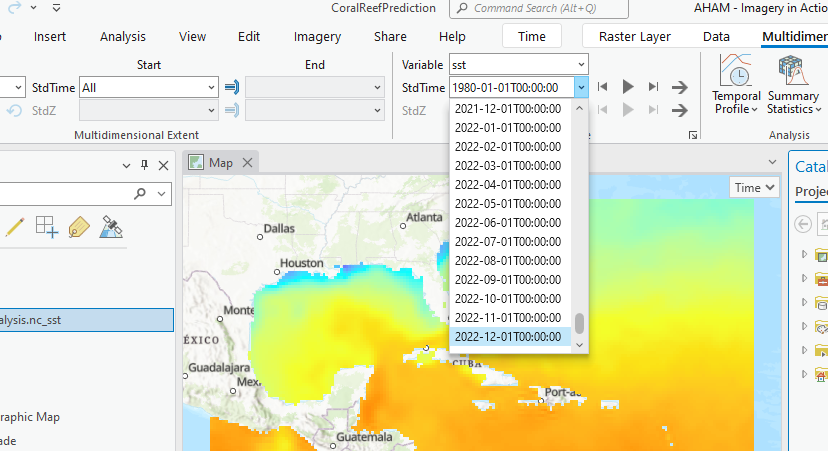 CoralReefPrediction
Command Search (Alt+Q)
AHAM - Imagery in Actio
Insert Analysis View Edit Imagery Share Help Time Raster Layer Data Multidimen
Start End
StdTime All
StdZ
Multidimensional Extent
Variable sst
StdTime 1980-01-01T00:00:00
StdZ
Temporal Profile
Summary Statistics
Analysis
2021-12-01T00:00:00
2022-01-01T00:00:00
2022-02-01T00:00:00
2022-03-01T00:00:00
2022-04-01T00:00:00
2022-05-01T00:00:00
2022-06-01T00:00:00
2022-07-01T00:00:00
2022-08-01T00:00:00
2022-09-01T00:00:00
2022-10-01T00:00:00
2022-11-01T00:00:00
2022-12-01T00:00:00
Map
Time
Catal
Projec
alysis.nc_sst
raphic Map
ade
Dallas
Atlanta
Houston
Monte
ÉXICO
Guadalajara
Mex
CUBA
Port-au
Guatemala